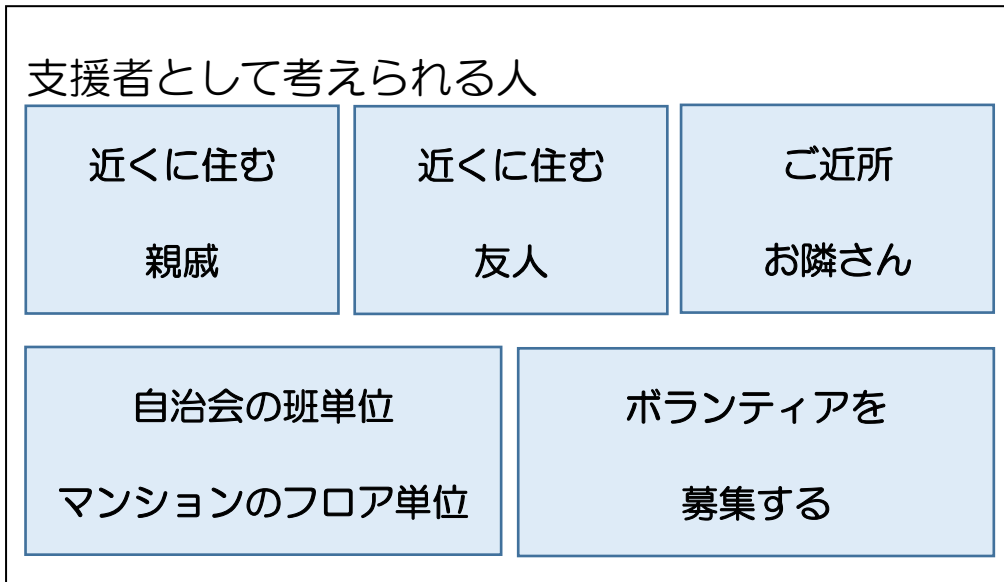 支援者として考えられる人
近くに住む
親戚
近くに住む
友人
ご近所
お隣さん
自治会の班単位
マンションのフロア単位
ボランティアを
募集する